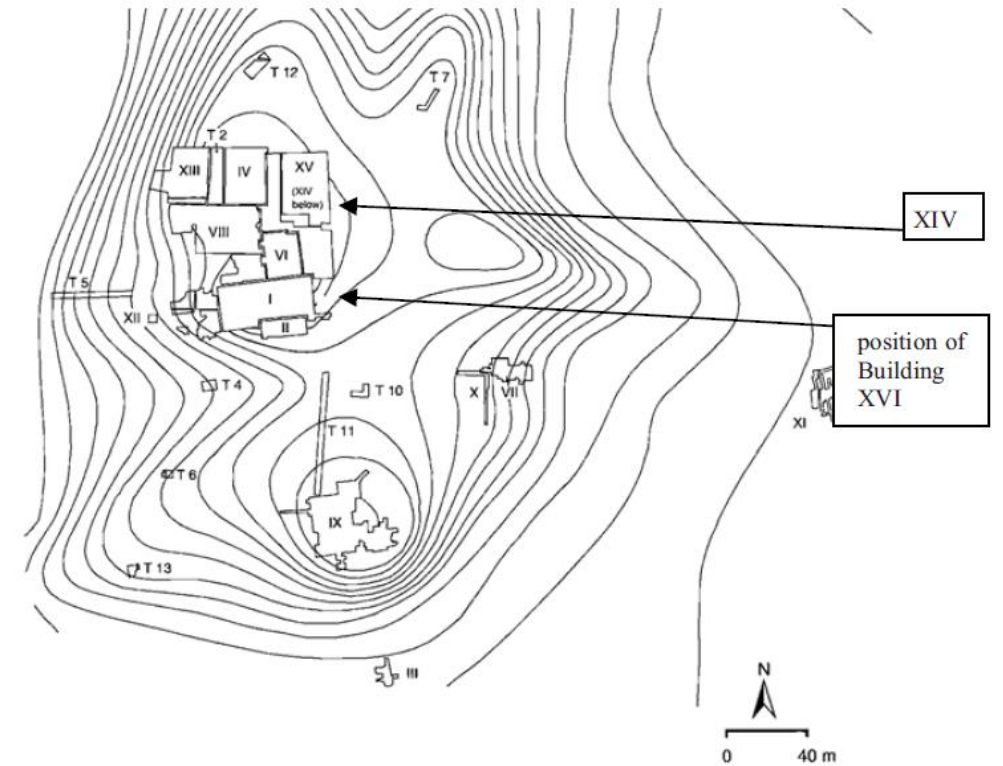 T 12
T 7
T 2
XIII
IV
XV
(XIV
below)
XIV
VIII
VI
T 5
I
XII
II
position of
Building
XVI
T 4
T 10
X
VII
XI
T 11
T 6
IX
T 13
III
N
0
40 m